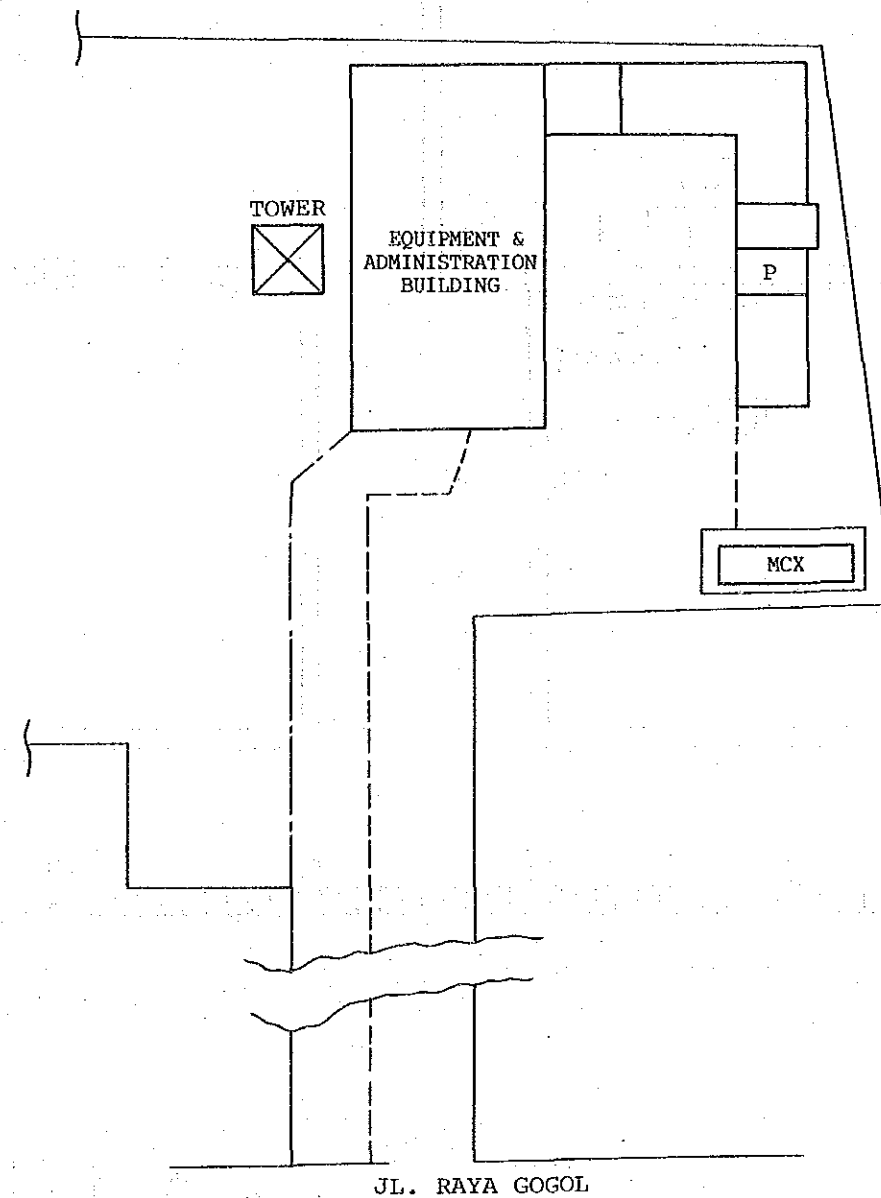 TOWER
EQUIPMENT &
ADMINISTRATION
BUILDING
P
MCX
JL. RAYA GOGOL